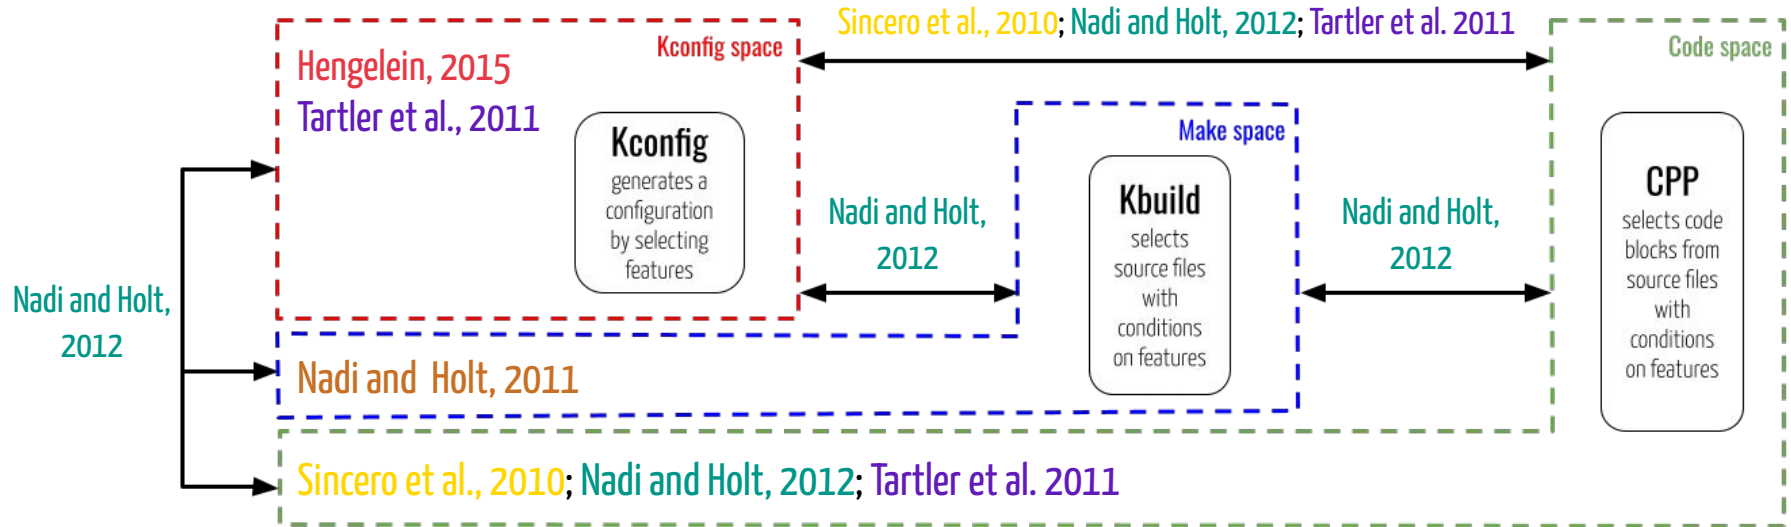 Sincero et al., 2010; Nadi and Holt, 2012; Tartler et al. 2011
Kconfig space
Code space
Hengelein, 2015
Tartler et al., 2011
Kconfig
generates a
configuration
by selecting
features
Make space
Kbuild
selects
source files
with
conditions
on features
CPP
selects code
blocks from
source files
with
conditions
on features
Nadi and Holt,
2012
Nadi and Holt,
2012
Nadi and Holt,
2012
Nadi and Holt, 2011
Sincero et al., 2010; Nadi and Holt, 2012; Tartler et al. 2011